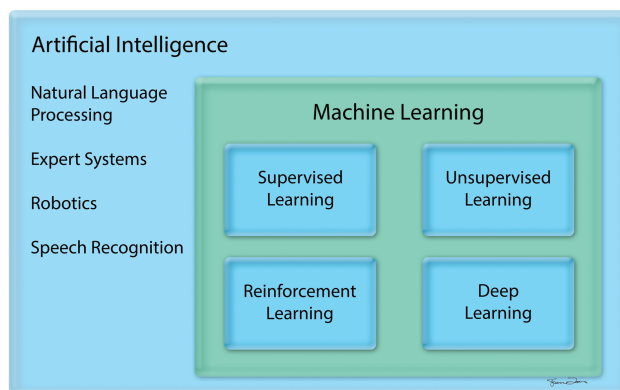 Artificial Intelligence
Natural Language
Processing
Expert Systems
Robotics
Speech Recognition
Machine Learning
Supervised
Learning
Unsupervised
Learning
Reinforcement
Learning
Deep
Learning